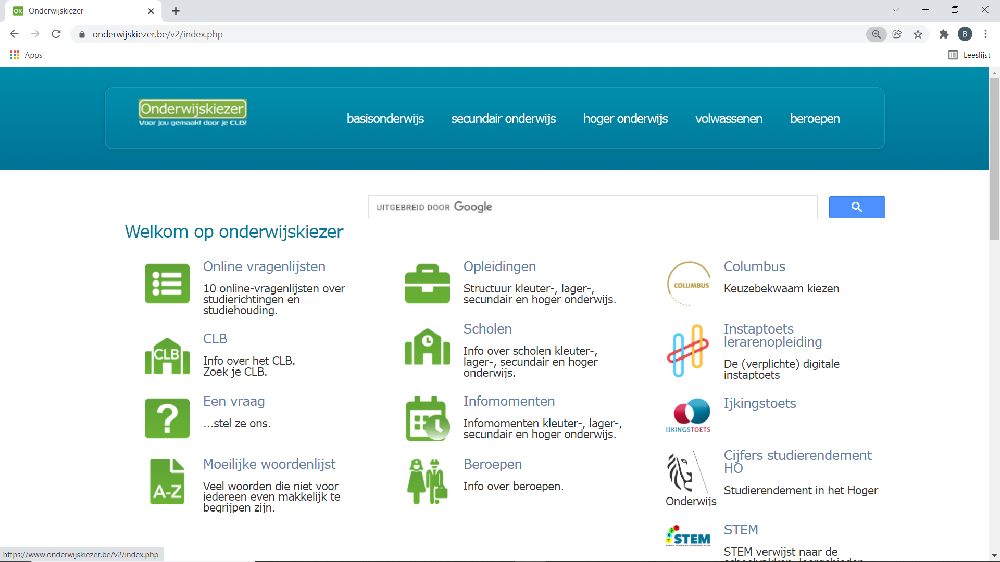 OK Onderwijskiezer
onderwijskiezer.be/v2/index.php
B
Apps
Leeslijst
Onderwijskiezer
Voor jou gemaakt door je CLB!
basisonderwijs secundair onderwijs hoger onderwijs volwassenen beroepen
UITGEBREID DOOR Google
Welkom op onderwijskiezer
Online vragenlijsten
10 online-vragenlijsten over
studierichtingen en
studiehouding.
CLB
CLB
Info over het CLB.
Zoek je CLB.
?
Een vraag
...stel ze ons.
A-Z
Moeilijke woordenlijst
Veel woorden die niet voor
iedereen even makkelijk te
begrijpen zijn.
Opleidingen
Structuur kleuter-, lager-,
secundair en hoger onderwijs.
Scholen
Info over scholen kleuter-,
lager-, secundair en hoger
onderwijs.
Infomomenten
Infomomenten kleuter-, lager-,
secundair en hoger onderwijs.
Beroepen
Info over beroepen.
COLUMBUS
Columbus
Keuzebekwaam kiezen
Instaptoets
lerarenopleiding
De (verplichte) digitale
instaptoets
IJKINGSTOETS
Ijkingstoets
Cijfers studierendement
HO
Studierendement in het Hoger
Onderwijs
STEM
STEM
STEM verwijst naar de
https://www.onderwijskiezer.be/v2/index.php